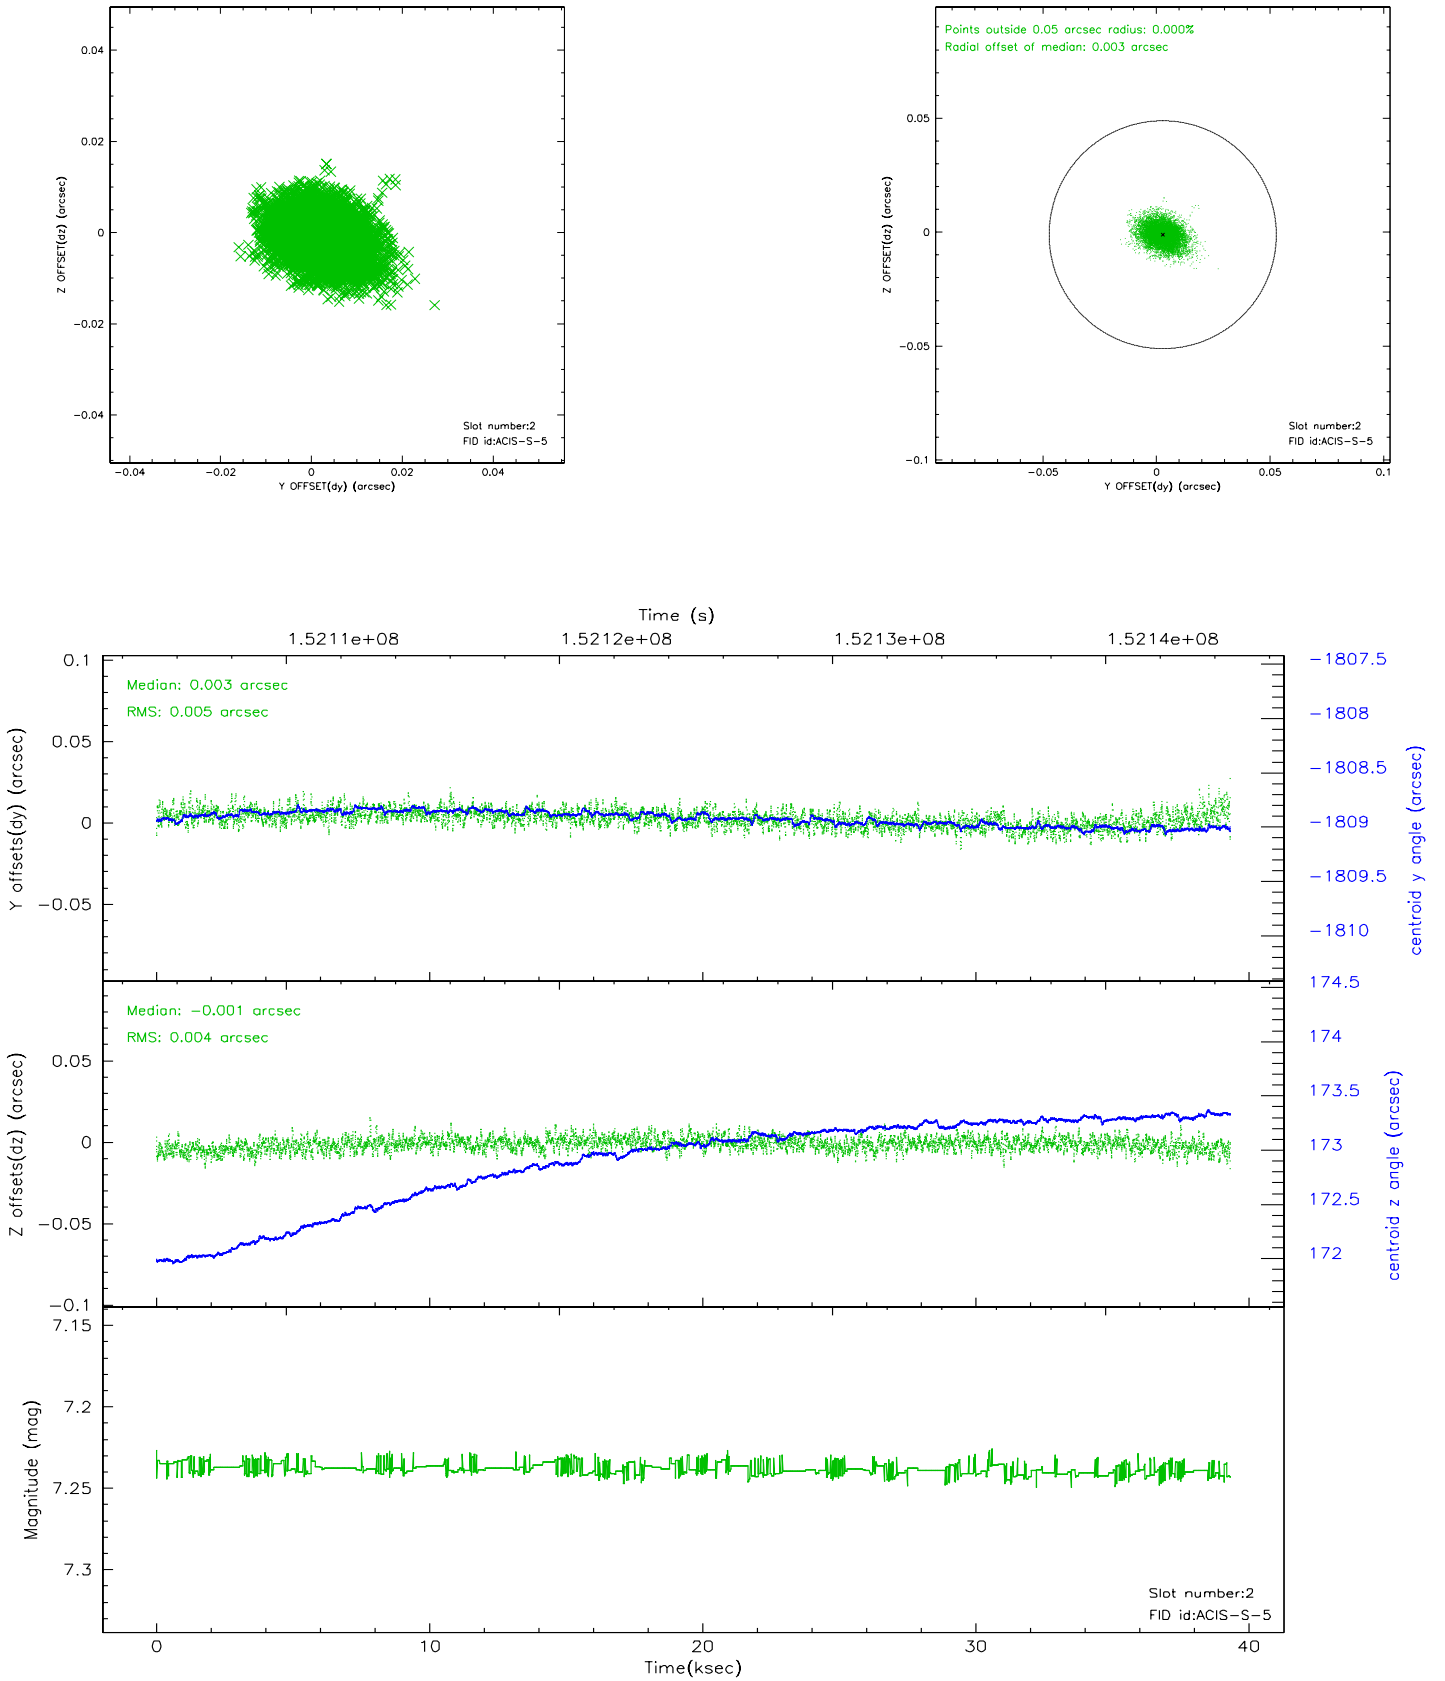 0.04
0.02
0
-0.02
-0.04
Z OFFSET(dz) (arcsec)
Slot number:2
FID id:ACIS-S-5
-0.04 -0.02 0 0.02 0.04
Y OFFSET(dy) (arcsec)
Points outside 0.05 arcsec radius: 0.000%
Radial offset of median: 0.003 arcsec
0.05
0
-0.05
-0.1
Z OFFSET(dz) (arcsec)
Slot number:2
FID id:ACIS-S-5
-0.05 0 0.05 0.1
Y OFFSET(dy) (arcsec)
Time (s)
1.5211e+08 1.5212e+08 1.5213e+08 1.5214e+08
0.1
0.05
0
-0.05
Y offsets(dy) (arcsec)
Median: 0.003 arcsec
RMS: 0.005 arcsec
-1807.5
-1808
-1808.5
-1809
-1809.5
-1810
centroid y angle (arcsec)
0.05
0
-0.05
-0.1
Z offsets(dz) (arcsec)
Median: -0.001 arcsec
RMS: 0.004 arcsec
174.5
174
173.5
173
172.5
172
centroid z angle (arcsec)
7.15
7.2
7.25
7.3
Magnitude (mag)
Slot number:2
FID id:ACIS-S-5
0 10 20 30 40
Time(ksec)